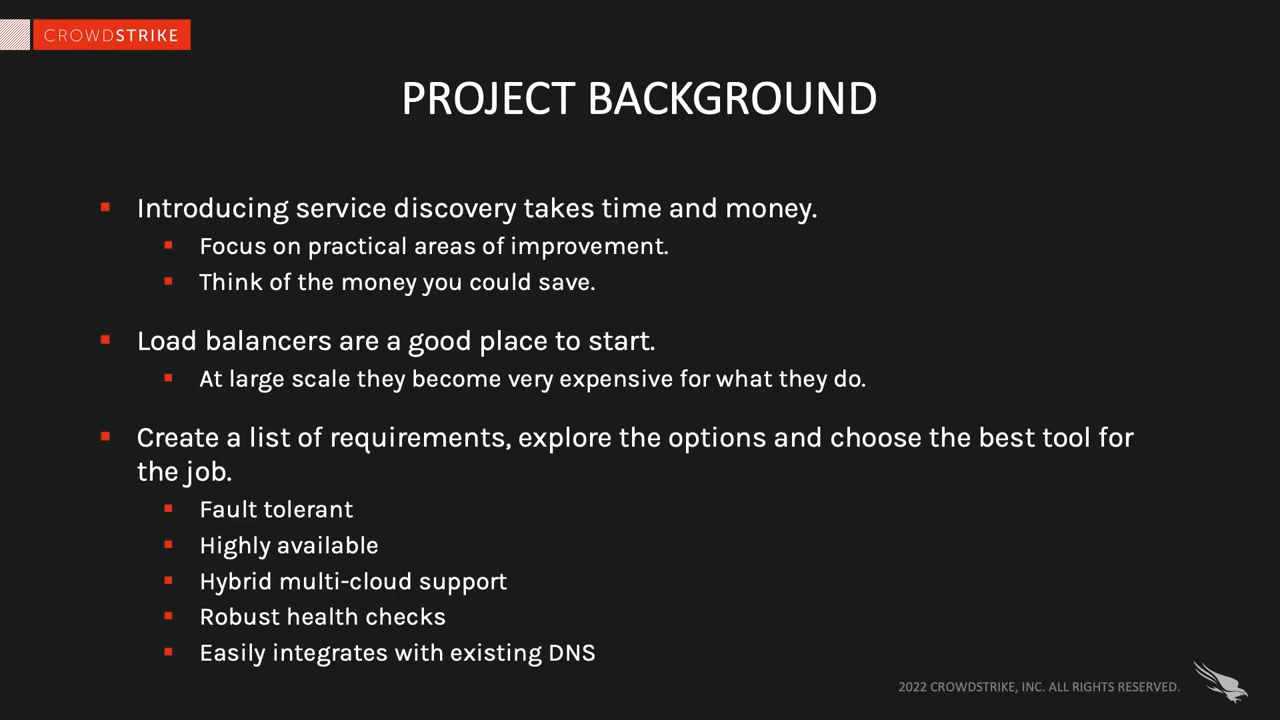 CROWDSTRIKE
PROJECT BACKGROUND
Introducing service discovery takes time and money.
Focus on practical areas of improvement.
Think of the money you could save.
Load balancers are a good place to start.
At large scale they become very expensive for what they do.
Create a list of requirements, explore the options and choose the best tool for
the job.
Fault tolerant
Highly available
Hybrid multi-cloud support
Robust health checks
Easily integrates with existing DNS
2022 CROWDSTRIKE, INC. ALL RIGHTS RESERVED.